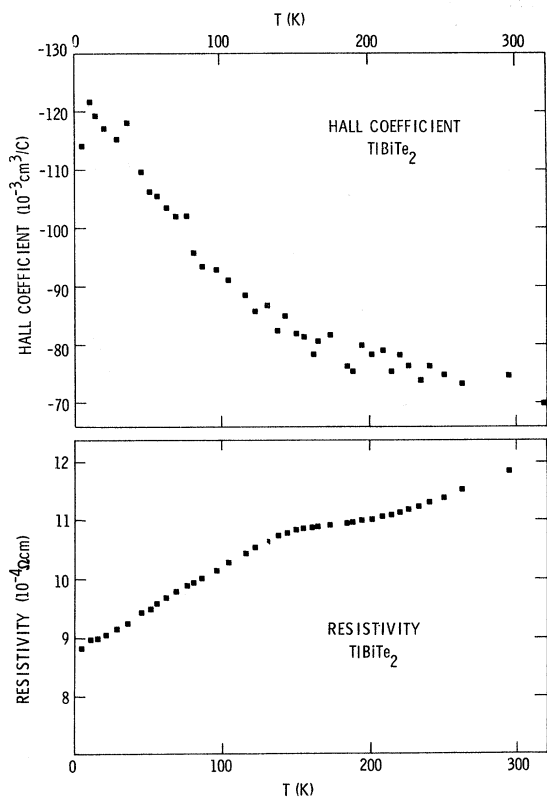 T (K)
0 100 200 300
-130
-120
-110
-100
-90
-80
-70
HALL COEFFICIENT (10⁻³cm³/C)
HALL COEFFICIENT
TlBiTe₂
12
11
10
9
8
RESISTIVITY (10⁻⁴Ωcm)
RESISTIVITY
TlBiTe₂
0 100 200 300
T (K)